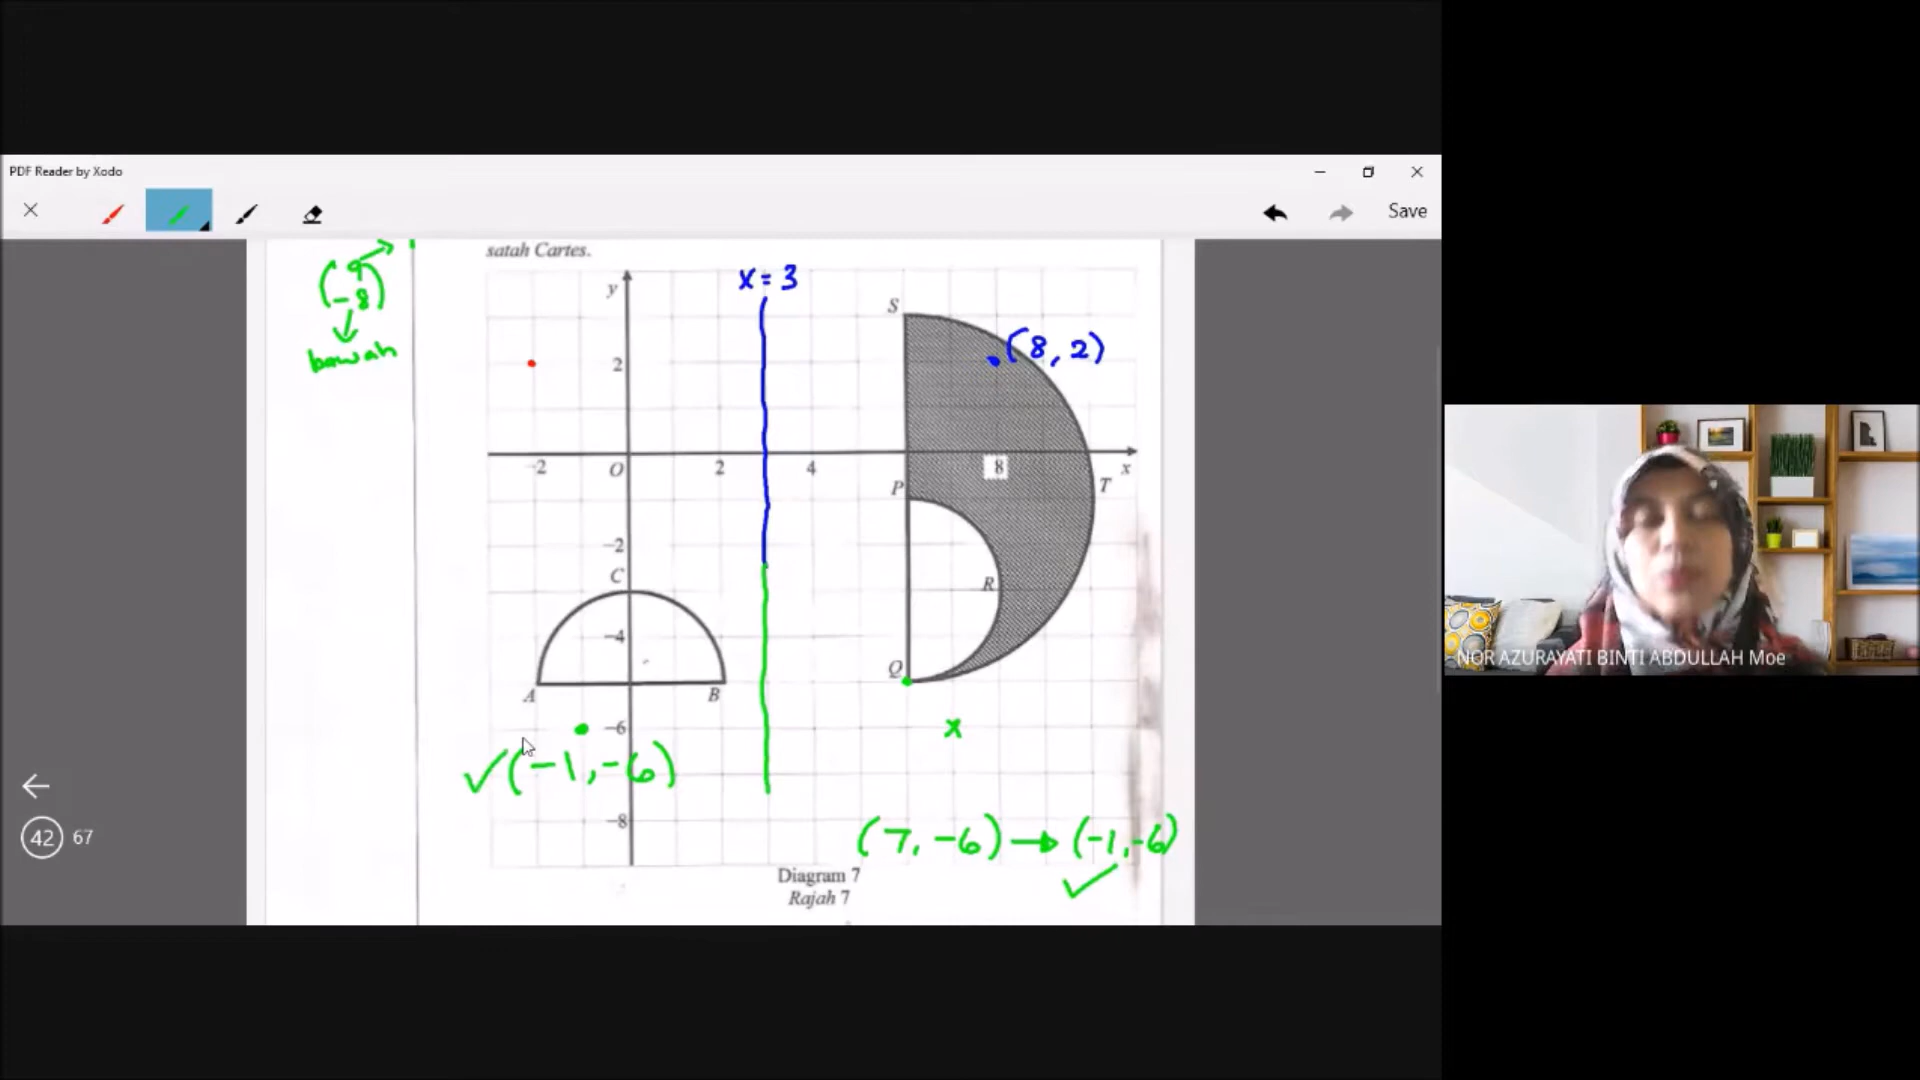 PDF Reader by Xodo
Save
satah Cartes.
(9
-8)
bawah
x = 3
y
S
(8, 2)
2
-2
O
2
4
8
x
P
T
-2
C
R
-4
Q
A
B
-6
x
✓(-1,-6)
-8
(7,-6) → (-1,-6)
✓
Diagram 7
Rajah 7
42 67
NOR AZURAYATI BINTI ABDULLAH Moe